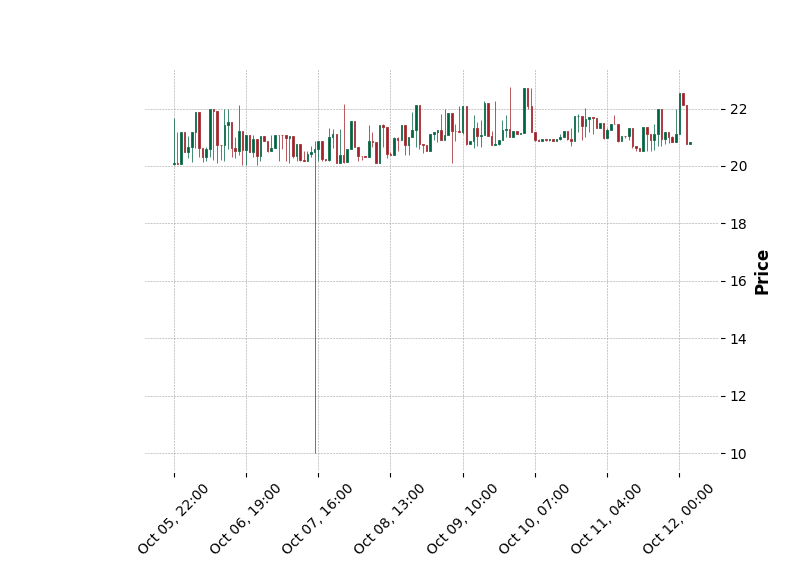 22
20
18
16
14
12
10
Price
Oct 05, 22:00
Oct 06, 19:00
Oct 07, 16:00
Oct 08, 13:00
Oct 09, 10:00
Oct 10, 07:00
Oct 11, 04:00
Oct 12, 00:00